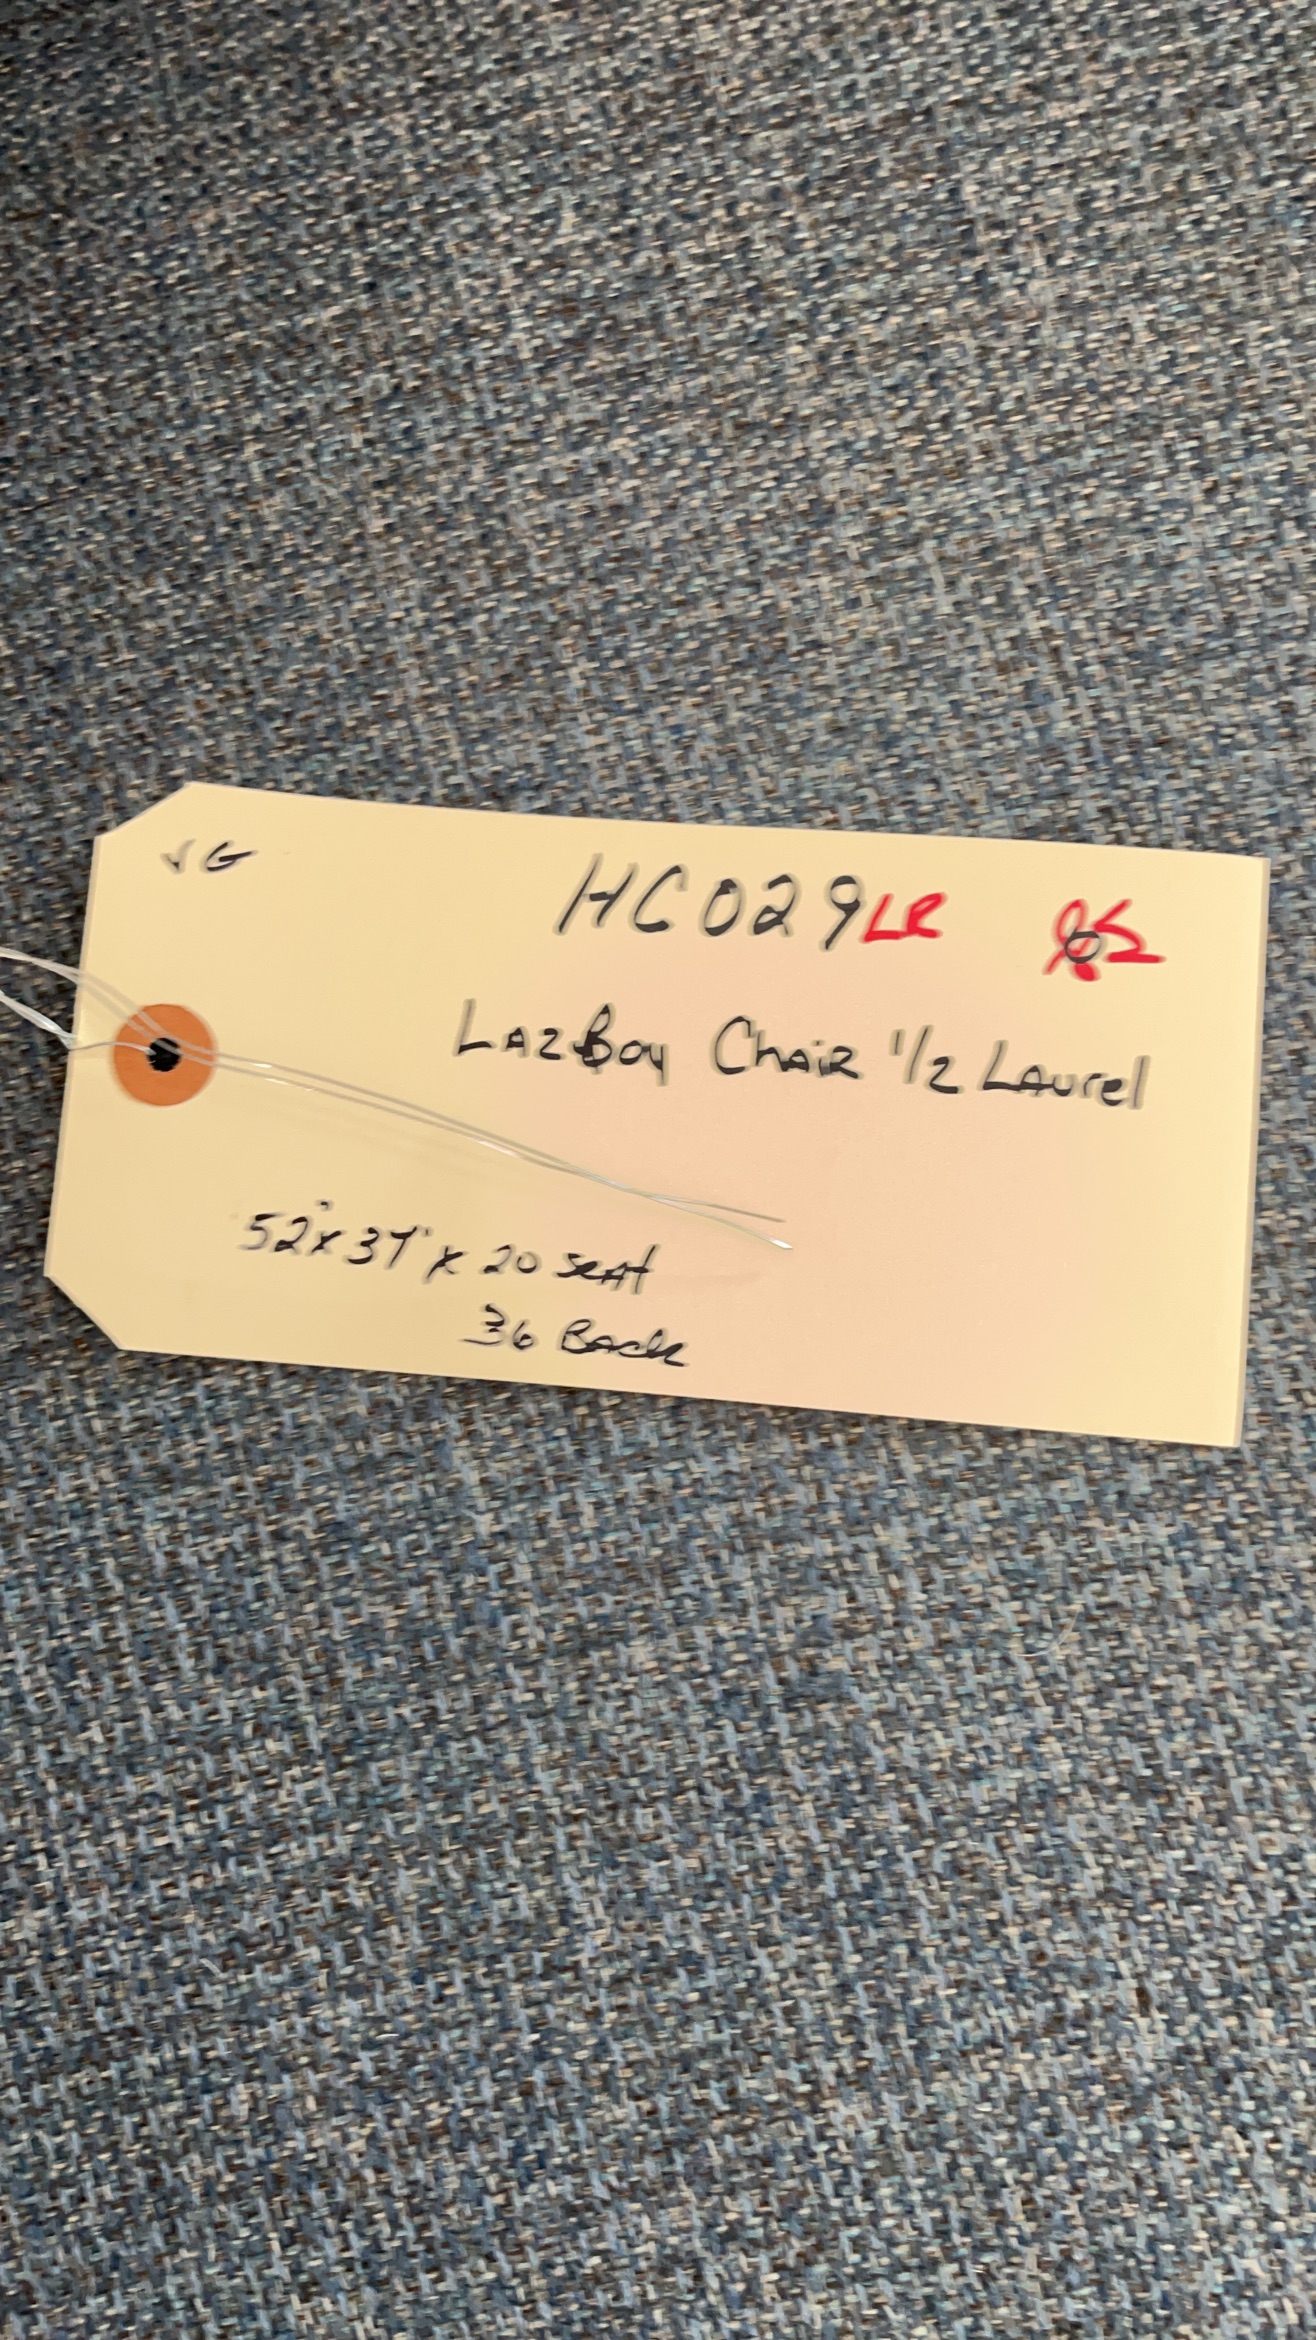 VG
HC029LR
LAZBoy CHAIR 1/2 LAUrel
52" x 37" x 20 seat
36 Back